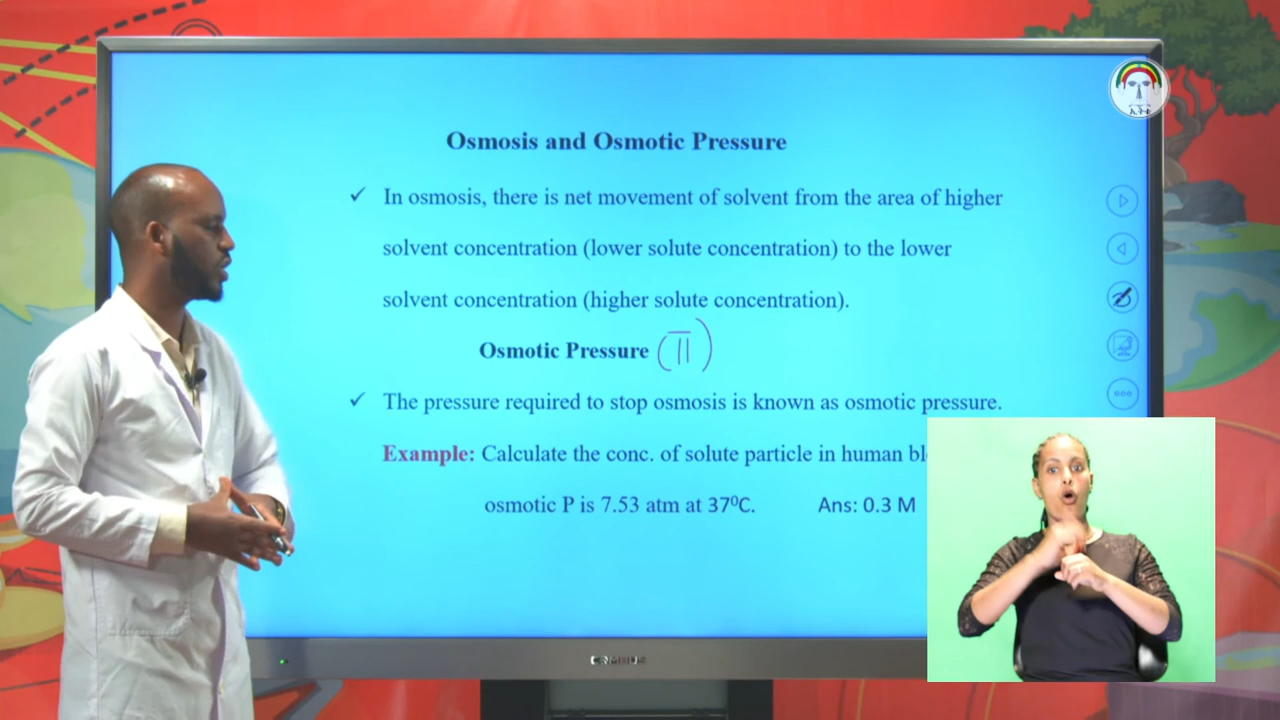 Osmosis and Osmotic Pressure
✓ In osmosis, there is net movement of solvent from the area of higher
solvent concentration (lower solute concentration) to the lower
solvent concentration (higher solute concentration).
Osmotic Pressure (π)
✓ The pressure required to stop osmosis is known as osmotic pressure.
Example: Calculate the conc. of solute particle in human
osmotic P is 7.53 atm at 37⁰C. Ans: 0.3 M